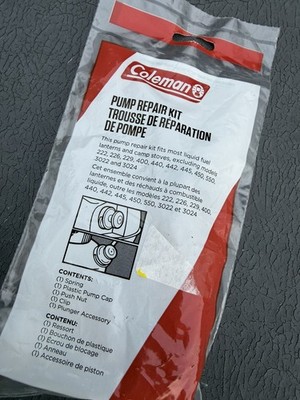 Coleman
PUMP REPAIR KIT
TROUSSE DE RÉPARATION
DE POMPE
This pump repair kit fits most liquid fuel
lanterns and camp stoves, excluding models
222, 226, 229, 400, 440, 442, 445, 450, 550,
3022 and 3024
Cet ensemble convient à la plupart des
lanternes et des réchauds à combustible
liquide, outre les modèles 222, 226, 229, 400,
440, 442, 445, 450, 550, 3022 et 3024
CONTENTS:
(1) Spring
(1) Plastic Pump Cap
(1) Push Nut
(1) Clip
(1) Plunger Accessory
CONTENU:
(1) Ressort
(1) Bouchon de plastique
(1) Écrou de blocage
(1) Anneau
(1) Accessoire de piston